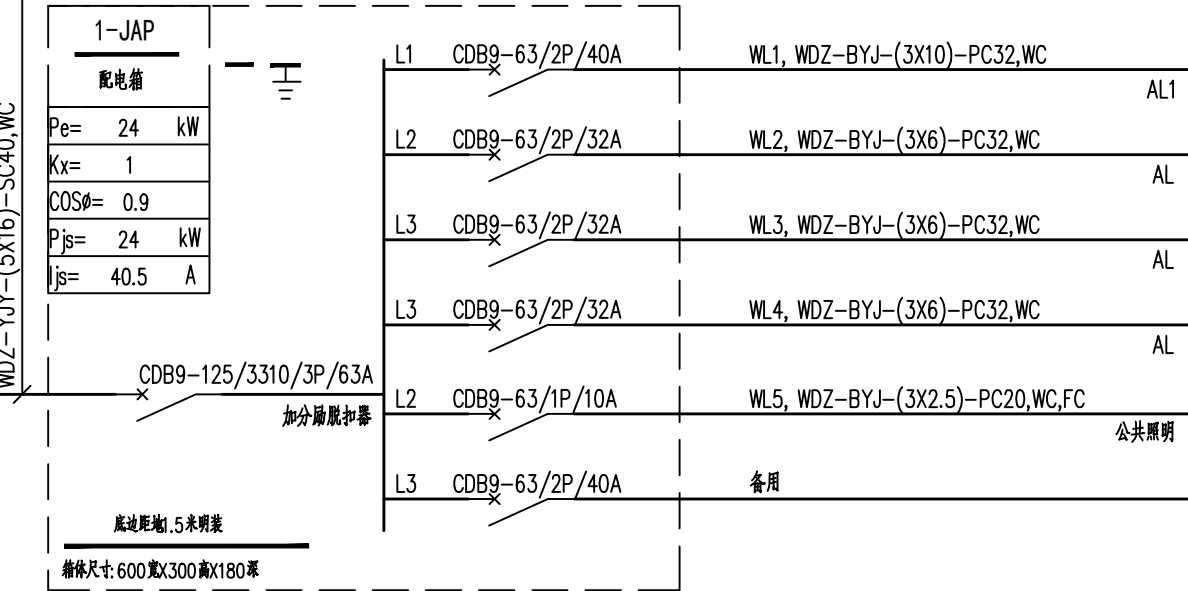 1-JAP
配电箱
Pe= 24 kW
Kx= 1
COSø= 0.9
Pjs= 24 kW
Ijs= 40.5 A
WDZ-YJY-(5X16)-SC40,WC
CDB9-125/3310/3P/63A
加分励脱扣器
L1 CDB9-63/2P/40A WL1, WDZ-BYJ-(3X10)-PC32,WC
AL1
L2 CDB9-63/2P/32A WL2, WDZ-BYJ-(3X6)-PC32,WC
AL
L3 CDB9-63/2P/32A WL3, WDZ-BYJ-(3X6)-PC32,WC
AL
L3 CDB9-63/2P/32A WL4, WDZ-BYJ-(3X6)-PC32,WC
AL
L2 CDB9-63/1P/10A WL5, WDZ-BYJ-(3X2.5)-PC20,WC,FC
公共照明
L3 CDB9-63/2P/40A 备用
底边距地1.5米明装
箱体尺寸:600宽X300高X180深